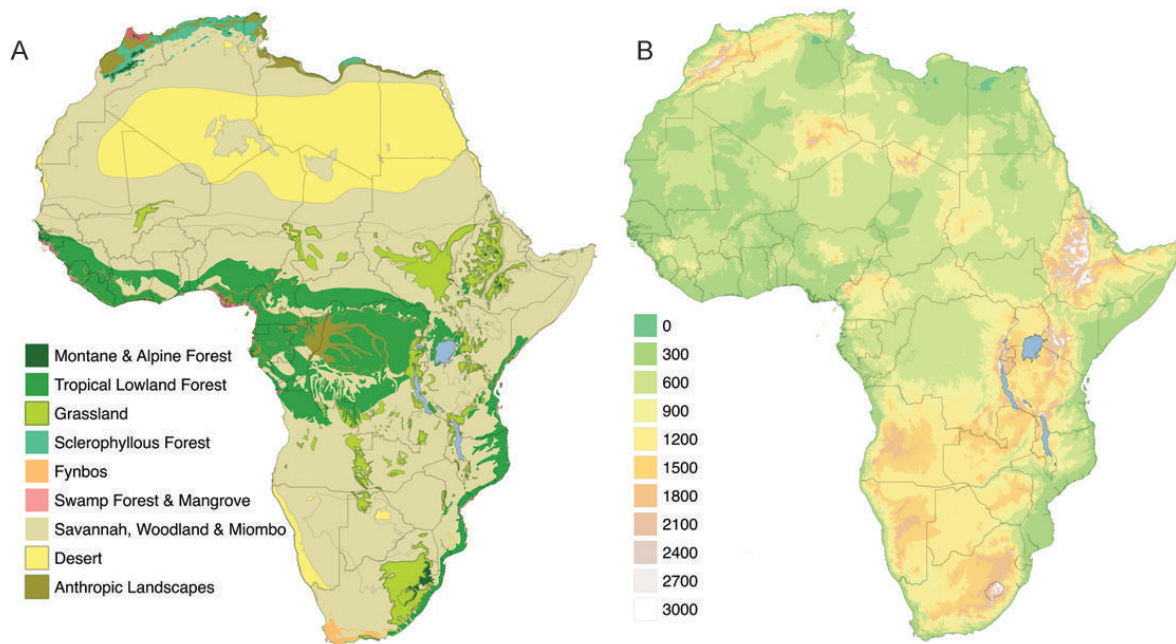 A
Montane & Alpine Forest
Tropical Lowland Forest
Grassland
Sclerophyllous Forest
Fynbos
Swamp Forest & Mangrove
Savannah, Woodland & Miombo
Desert
Anthropic Landscapes
B
0
300
600
900
1200
1500
1800
2100
2400
2700
3000